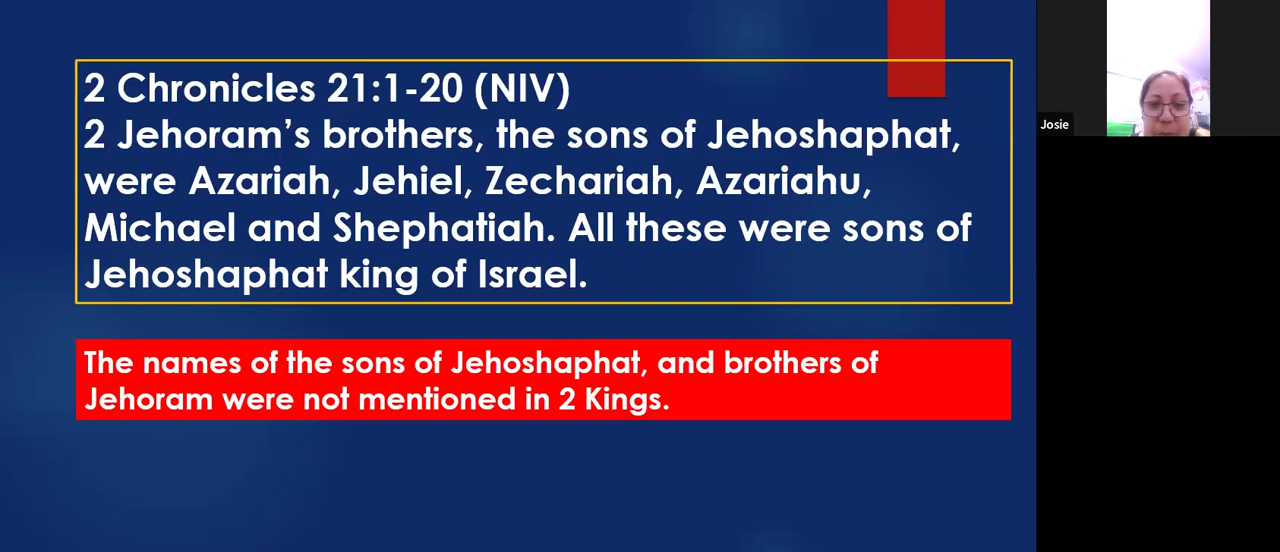 2 Chronicles 21:1-20 (NIV)
2 Jehoram’s brothers, the sons of Jehoshaphat,
were Azariah, Jehiel, Zechariah, Azariahu,
Michael and Shephatiah. All these were sons of
Jehoshaphat king of Israel.
The names of the sons of Jehoshaphat, and brothers of
Jehoram were not mentioned in 2 Kings.
Josie